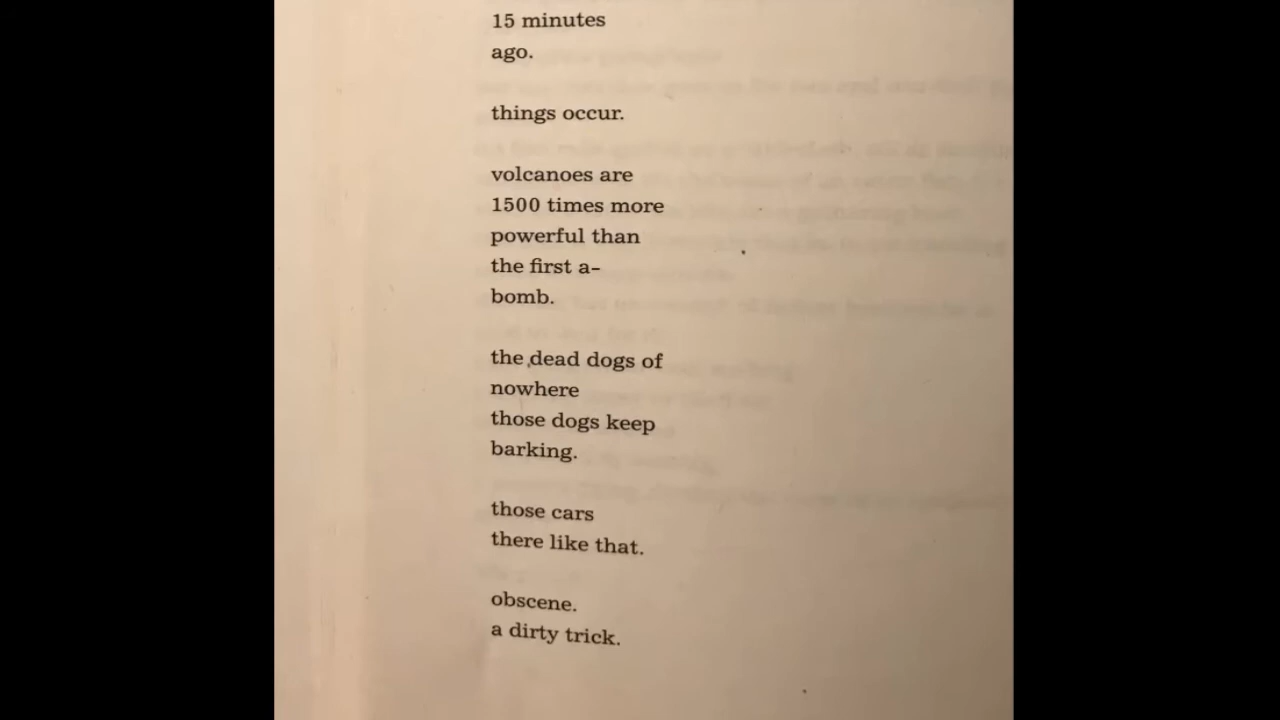 15 minutes
ago.
things occur.
volcanoes are
1500 times more
powerful than
the first a–
bomb.
the dead dogs of
nowhere
those dogs keep
barking.
those cars
there like that.
obscene.
a dirty trick.